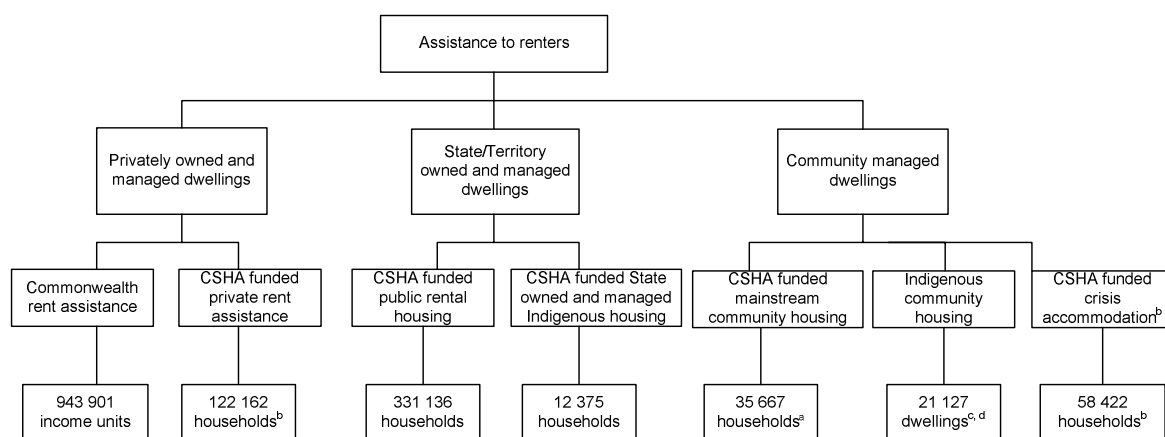 Assistance to renters
Privately owned and
managed dwellings
State/Territory
owned and managed
dwellings
Community managed
dwellings
Commonwealth
rent assistance
CSHA funded
private rent
assistance
CSHA funded
public rental
housing
CSHA funded State
owned and managed
Indigenous housing
CSHA funded
mainstream
community housing
Indigenous
community
housing
CSHA funded
crisis
accommodationᵇ
943 901
income units
122 162
householdsᵇ
331 136
households
12 375
households
35 667
householdsᵃ
21 127
dwellingsᶜ, ᵈ
58 422
householdsᵇ